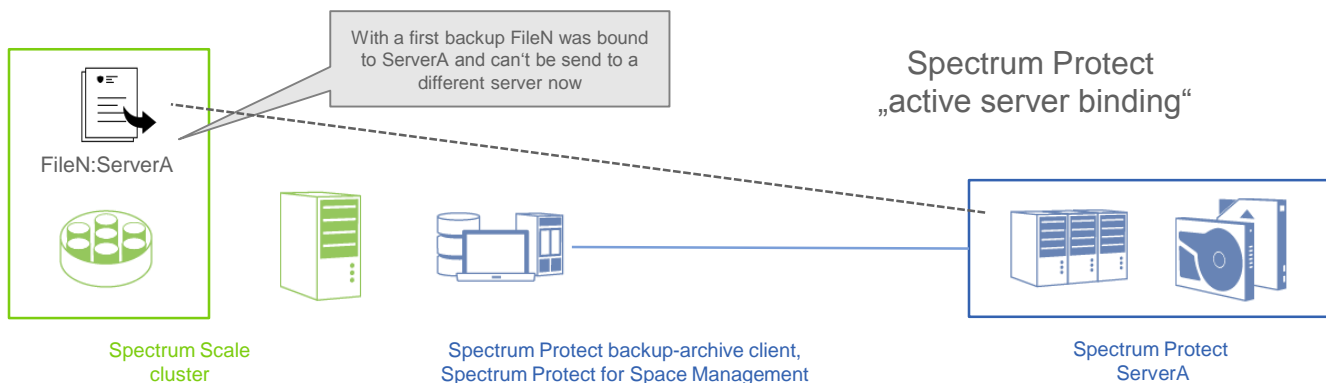 With a first backup FileN was bound
to ServerA and can‘t be send to a
different server now
Spectrum Protect
„active server binding“
FileN:ServerA
Spectrum Scale
cluster
Spectrum Protect backup-archive client,
Spectrum Protect for Space Management
Spectrum Protect
ServerA